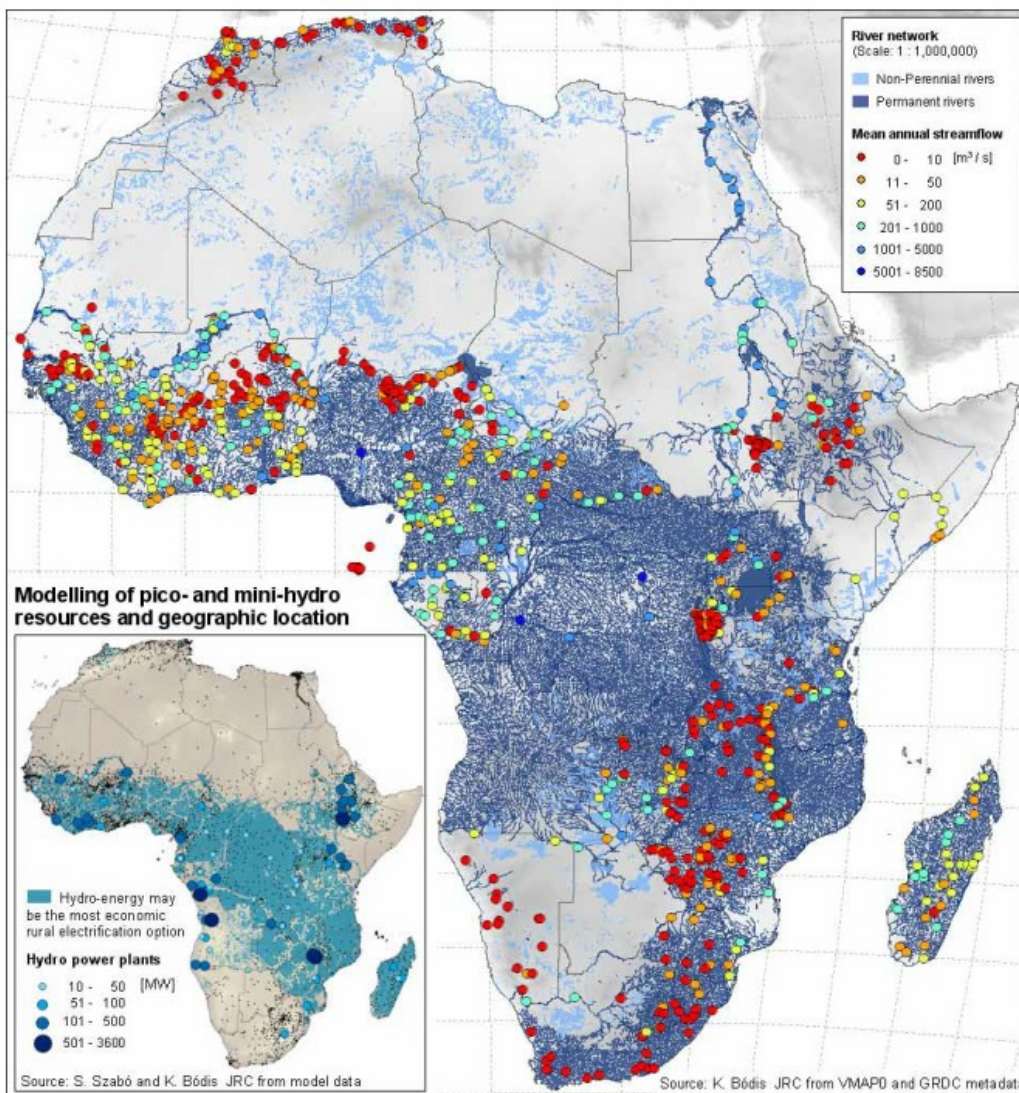 River network
(Scale: 1 : 1,000,000)
Non-Perennial rivers
Permanent rivers
Mean annual streamflow
0 - 10 [m³ / s]
11 - 50
51 - 200
201 - 1000
1001 - 5000
5001 - 8500
Modelling of pico- and mini-hydro
resources and geographic location
Hydro-energy may
be the most economic
rural electrification option
Hydro power plants
10 - 50 [MW]
51 - 100
101 - 500
501 - 3600
Source: S. Szabó and K. Bódis JRC from model data
Source: K. Bódis JRC from VMAP0 and GRDC metadata